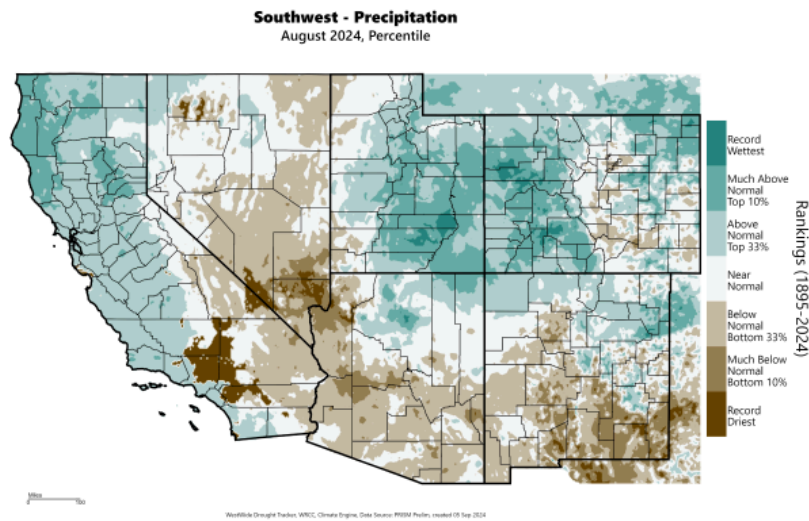 Southwest - Precipitation
August 2024, Percentile
Record
Wettest
Much Above
Normal
Top 10%
Above
Normal
Top 33%
Near
Normal
Below
Normal
Bottom 33%
Much Below
Normal
Bottom 10%
Record
Driest
Rankings (1895-2024)
Miles
0 100
WestWide Drought Tracker, WRCC, Climate Engine, Data Source: PRISM Prelim, created 05 Sep 2024